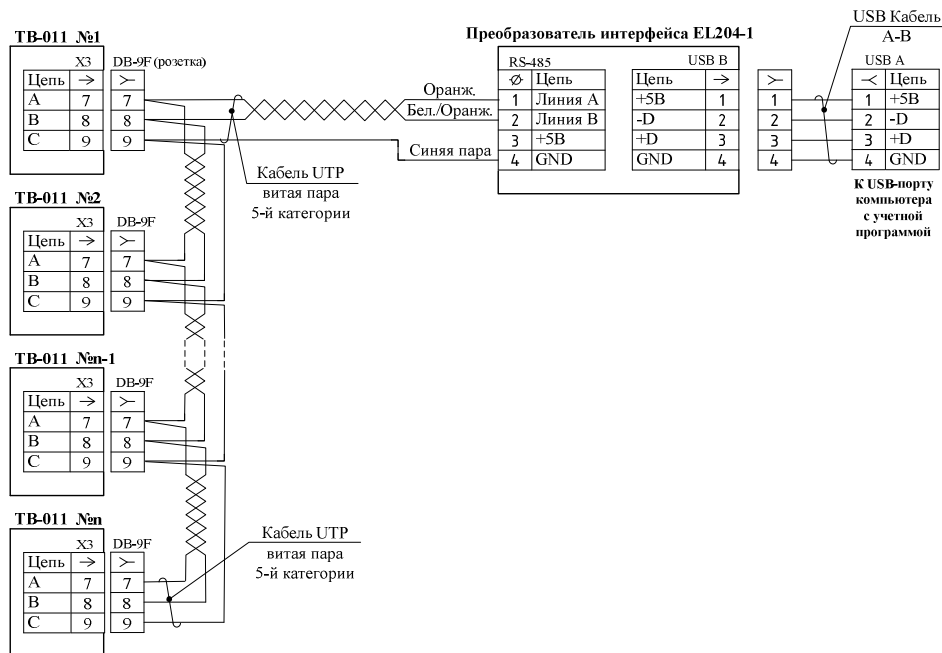 USB Кабель
A-B
ТВ-011 №1
X3 DB-9F (розетка)
Цепь
A 7 7
B 8 8
C 9 9
Оранж.
Бел./Оранж.
Синяя пара
Кабель UTP
витая пара
5-й категории
Преобразователь интерфейса EL204-1
RS-485 USB B
Цепь Цепь
1 Линия A +5В 1 1
2 Линия B -D 2 2
3 +5В +D 3 3
4 GND GND 4 4
USB A
Цепь
1 +5В
2 -D
3 +D
4 GND
К USB-порту
компьютера
с учетной
программой
ТВ-011 №2
X3 DB-9F
Цепь
A 7 7
B 8 8
C 9 9
ТВ-011 №n-1
X3 DB-9F
Цепь
A 7 7
B 8 8
C 9 9
ТВ-011 №n
X3 DB-9F
Цепь
A 7 7
B 8 8
C 9 9
Кабель UTP
витая пара
5-й категории